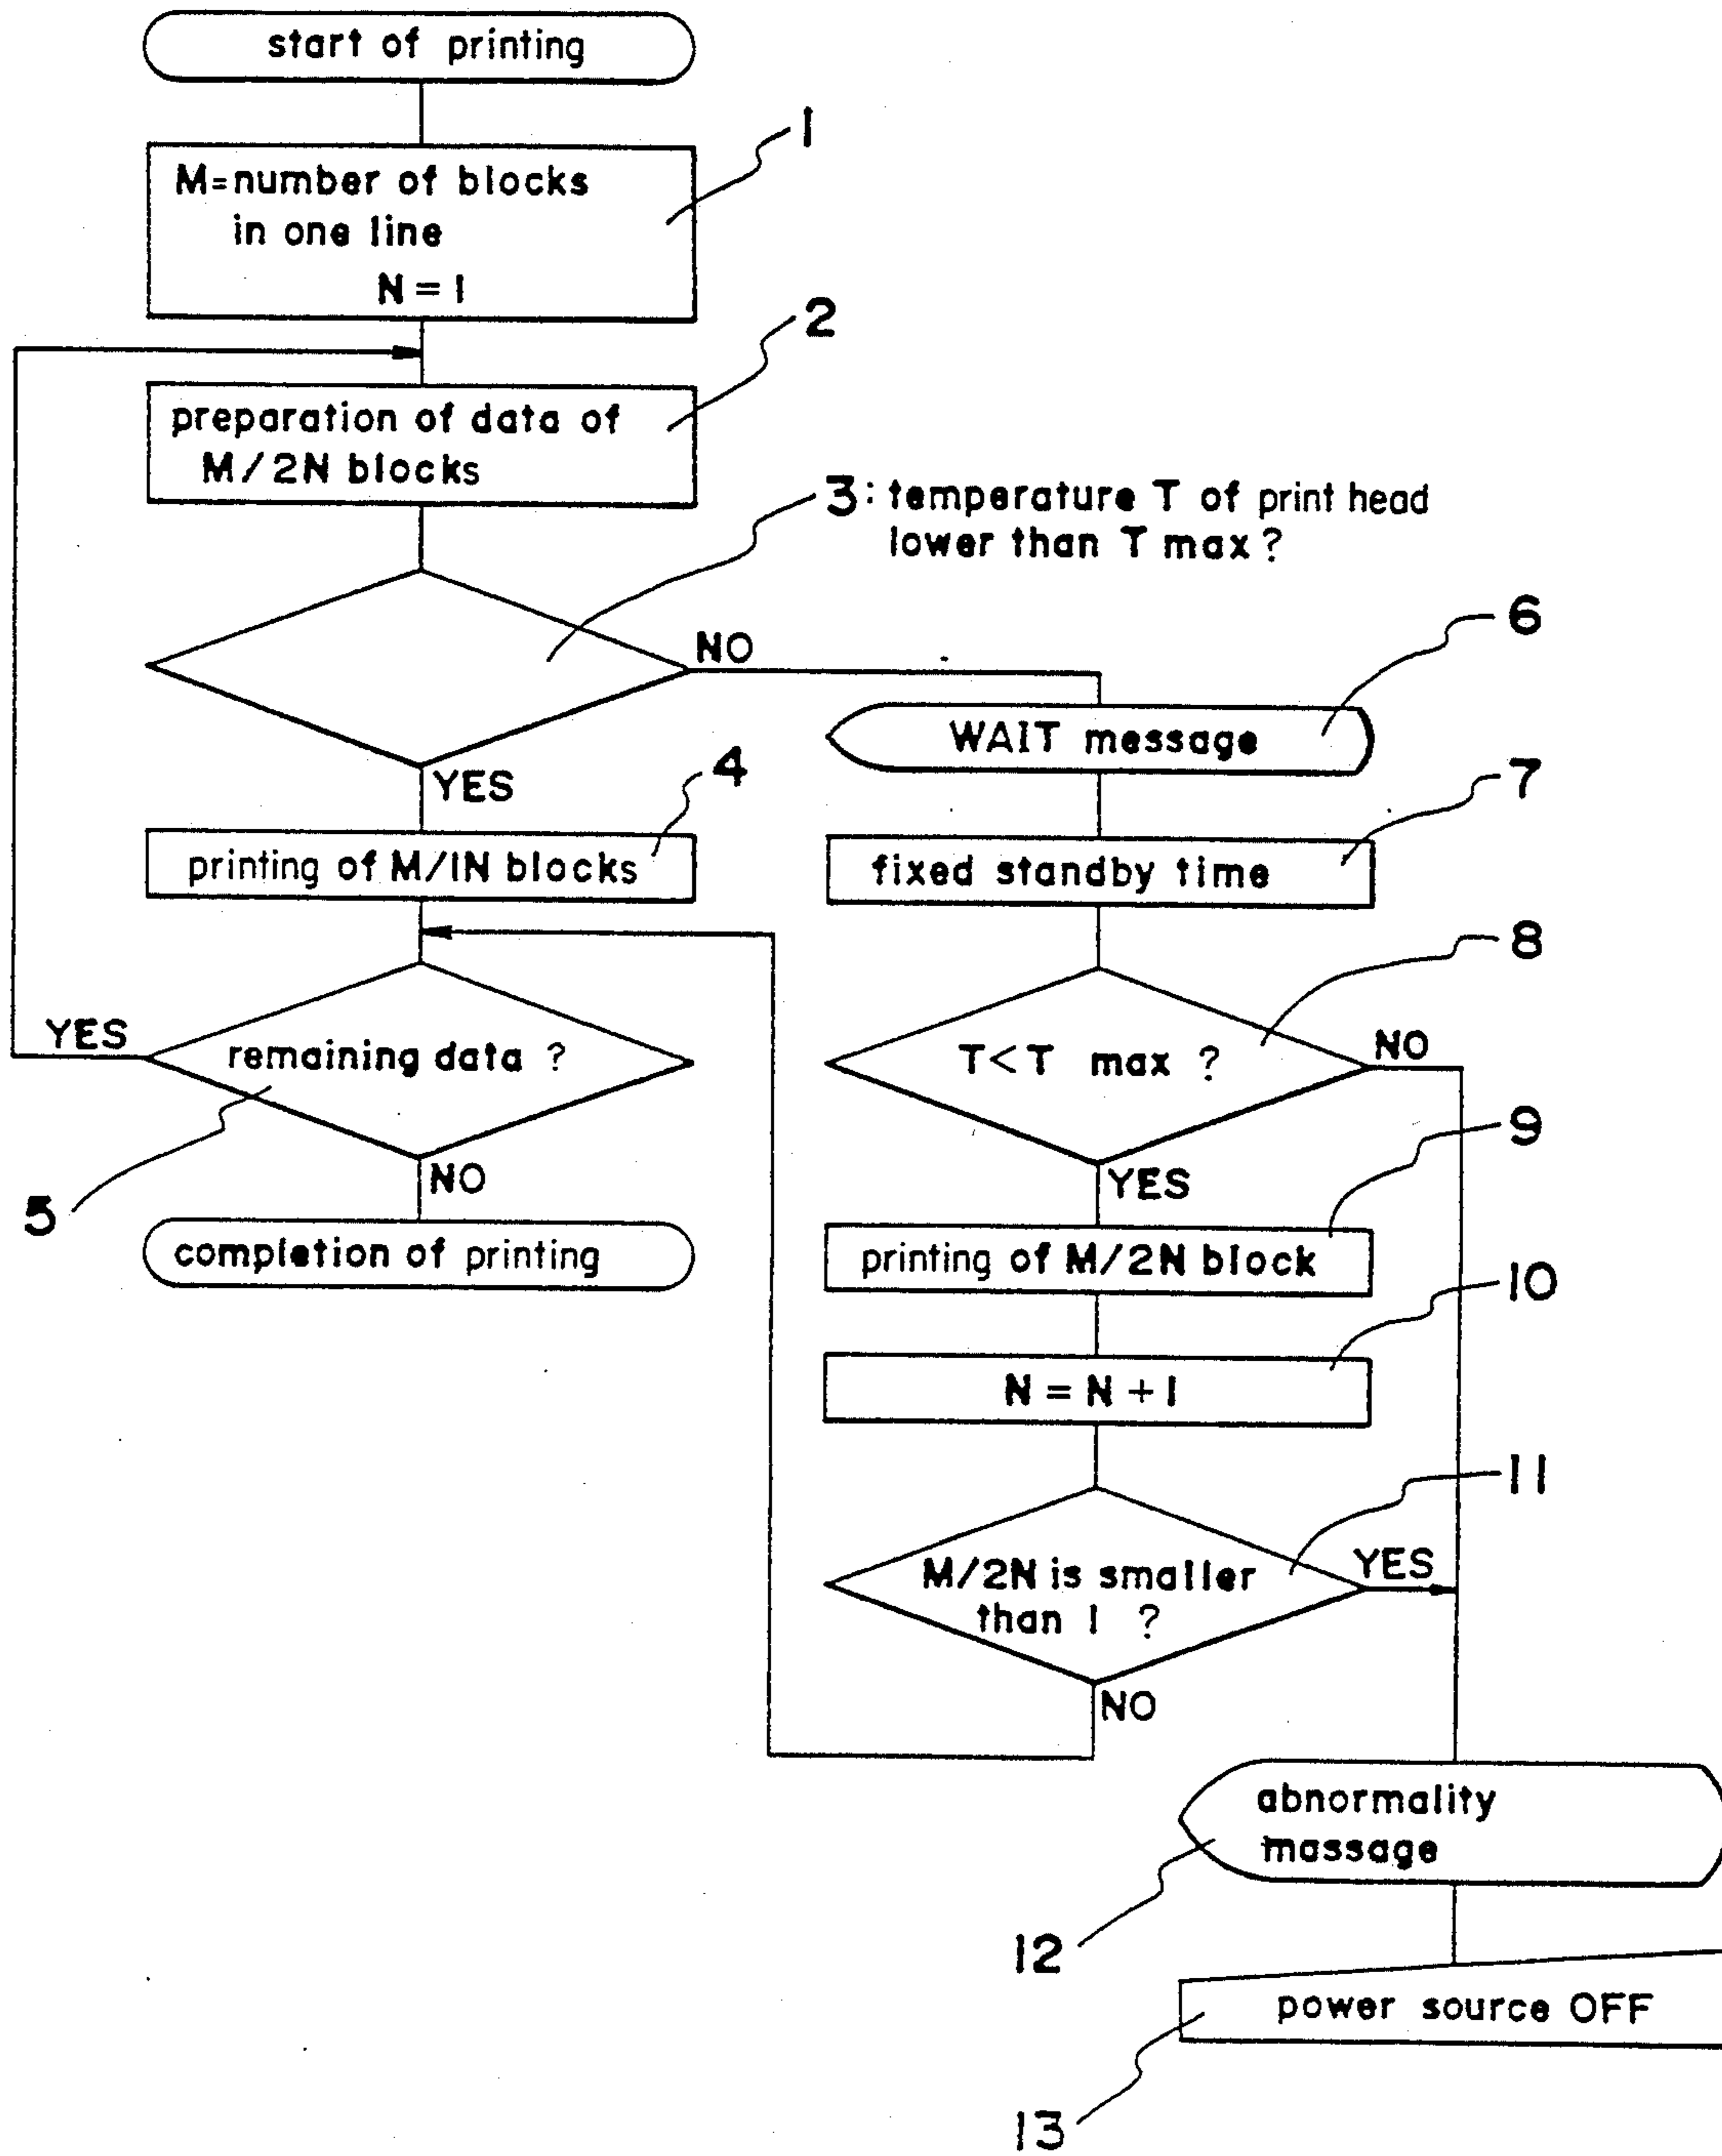 start of printing
1
M=number of blocks
in one line
N = 1
2
preparation of data of
M/2N blocks
3: temperature T of print head
lower than T max?
NO
YES
6
WAIT message
4
printing of M/1N blocks
7
fixed standby time
5
remaining data ?
YES
NO
completion of printing
8
T<T max ?
NO
YES
9
printing of M/2N block
10
N = N + 1
11
M/2N is smaller
than 1 ?
YES
NO
abnormality
massage
12
power source OFF
13